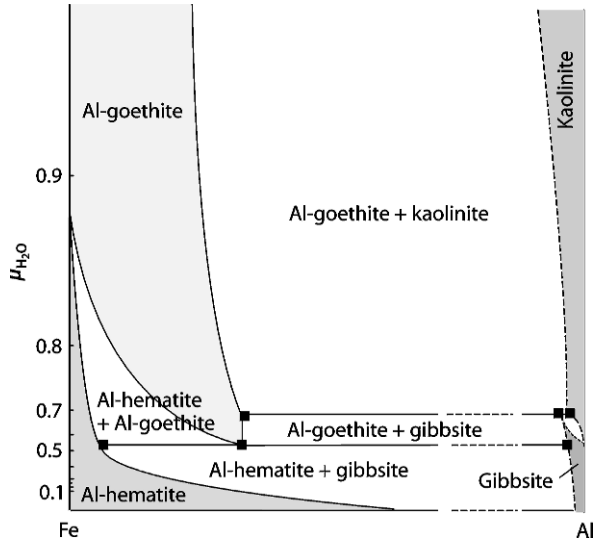 Al-goethite
Kaolinite
0.9
Al-goethite + kaolinite
μH₂O
0.8
0.7
Al-hematite
+ Al-goethite
Al-goethite + gibbsite
0.5
Al-hematite + gibbsite
Gibbsite
0.1
Al-hematite
Fe
Al